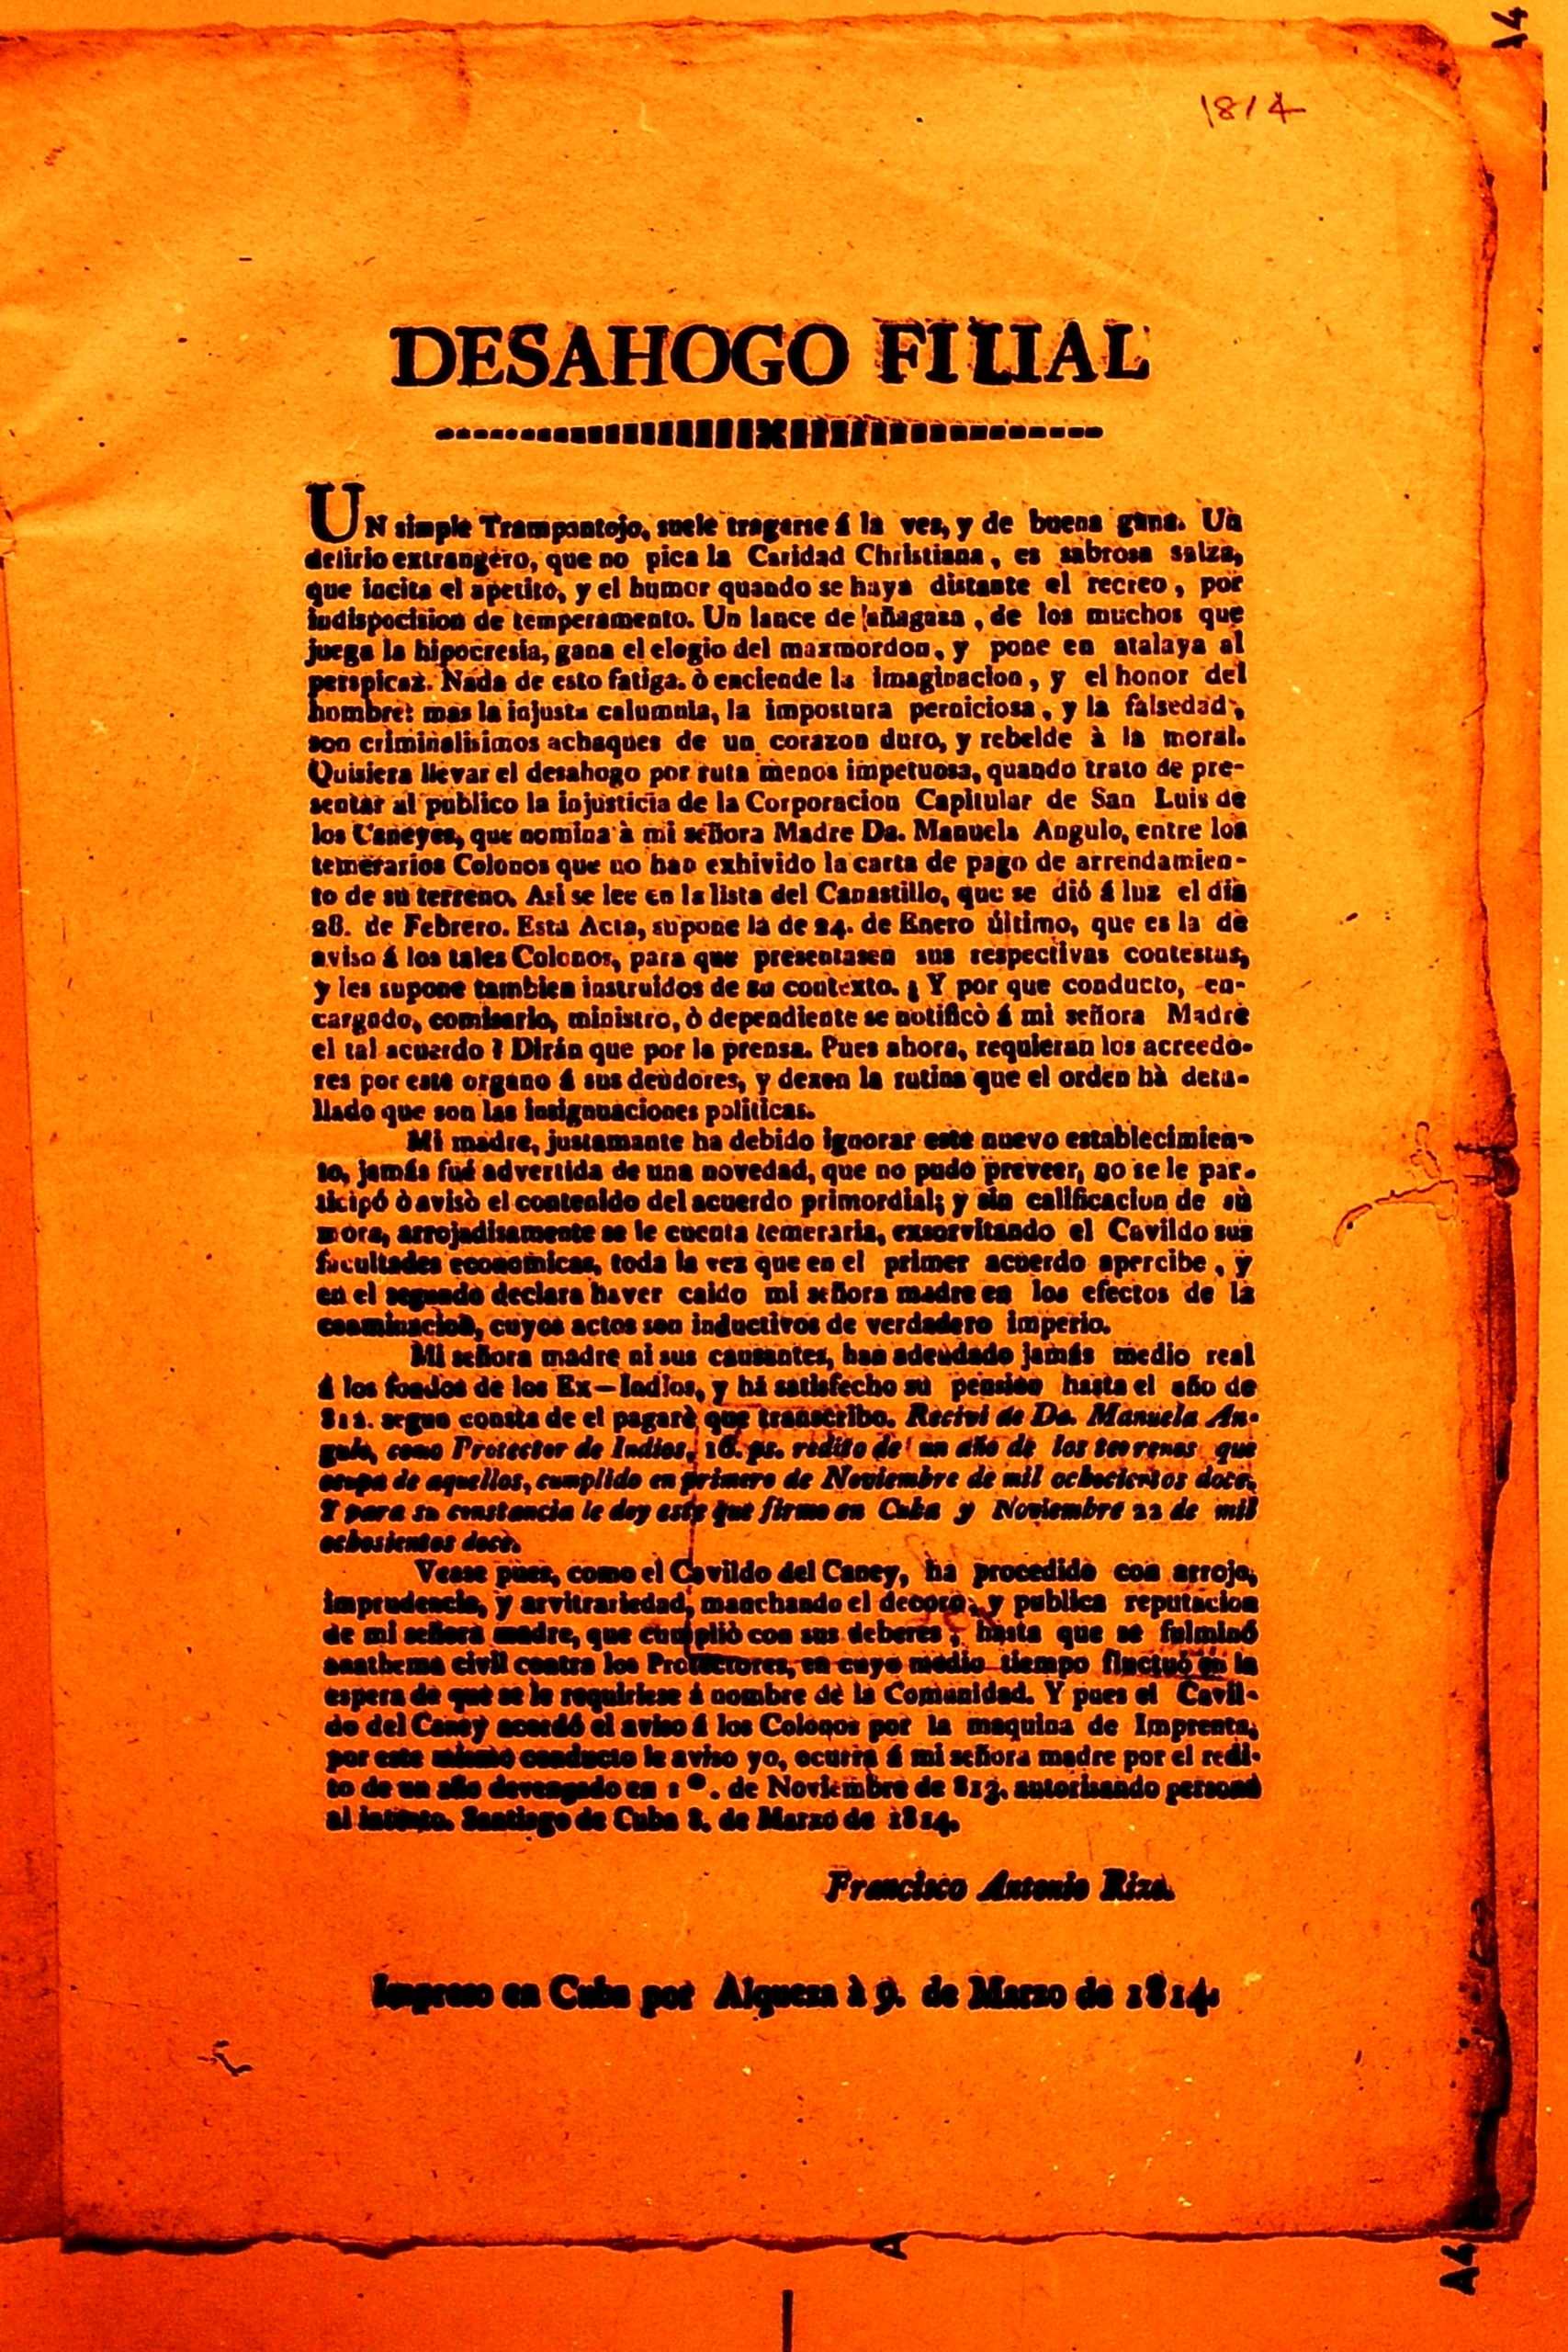 1814
DESAHOGO FILIAL
UN simple Trampantojo, suele tragarse á la ves, y de buena gana. Un
delirio extrangero, que no pica la Caridad Christiana, es sabrosa salza,
que incita el apetito, y el humor quando se haya distante el recreo, por
indispocision de temperamento. Un lance de añagasa, de los muchos que
juega la hipocresia, gana el elogio del maxmordon, y pone en atalaya al
perspicaz. Nada de esto fatiga. ò enciende la imaginacion, y el honor del
hombre: mas la injusta calumnia, la impostura perniciosa, y la falsedad,
son criminalisimos achaques de un corazon duro, y rebelde à la moral.
Quisiera llevar el desahogo por ruta menos impetuosa, quando trato de pre-
sentar al publico la injusticia de la Corporacion Capitular de San Luis de
los Caneyes, que nomina à mi señora Madre Da. Manuela Angulo, entre los
temerarios Colonos que no han exhivido la carta de pago de arrendamien-
to de su terreno. Asi se lee en la lista del Canastillo, que se dió á luz el dia
28. de Febrero. Esta Acta, supone la de 24. de Enero último, que es la de
aviso á los tales Colonos, para que presentasen sus respectivas contestas,
y les supone tambien instruidos de su contexto. ¿ Y por que conducto, en-
cargado, comisario, ministro, ò dependiente se notificò á mi señora Madre
el tal acuerdo ? Dirán que por la prensa. Pues ahora, requieran los acreedo-
res por este organo á sus deudores, y dexen la rutina que el orden hà deta-
llado que son las insignuaciones politicas.
Mi madre, justamante ha debido ignorar este nuevo establecimien-
to, jamás fué advertida de una novedad, que no pudo preveer, no se le par-
ticipó ò avisò el contenido del acuerdo primordial; y sin calificacion de su
mora, arrojadisamente se le cuenta temeraria, exsorvitando el Cavildo sus
facultades economicas, toda la vez que en el primer acuerdo apercibe, y
en el segundo declara haver caido mi señora madre en los efectos de la
conminacion, cuyos actos son inductivos de verdadero imperio.
Mi señora madre ni sus causantes, han adeudado jamás medio real
á los fondos de los Ex-Indios, y há satisfecho su pension hasta el año de
812. segun consta de el pagarè que transcribo. Recivi de Da. Manuela An-
gulo, como Protector de Indios, 16. ps. redito de un año de los terrenos que
ocupa de aquellos, cumplido en primero de Noviembre de mil ochocientos doce.
Y para su constancia le doy este que firmo en Cuba y Noviembre 22 de mil
ochosientos doce.
Vease pues, como el Cavildo del Caney, ha procedido con arrojo,
imprudencia, y arvitrariedad, manchando el decoro, y publica reputacion
de mi señora madre, que cumpliò con sus deberes, hasta que se fulminó
anathema civil contra los Protectores, en cuyo medio tiempo fluctuó en la
espera de que se le requiriese á nombre de la Comunidad. Y pues el Cavil-
do del Caney acordó el aviso á los Colonos por la maquina de Imprenta,
por este mismo conducto le aviso yo, ocurra á mi señora madre por el redi-
to de un año devengado en 1º. de Noviembre de 813. autorisando persona
al intento. Santiago de Cuba 8. de Marzo de 1814.
Francisco Antonio Rizo.
Impreso en Cuba por Alqueza à 9. de Marzo de 1814.